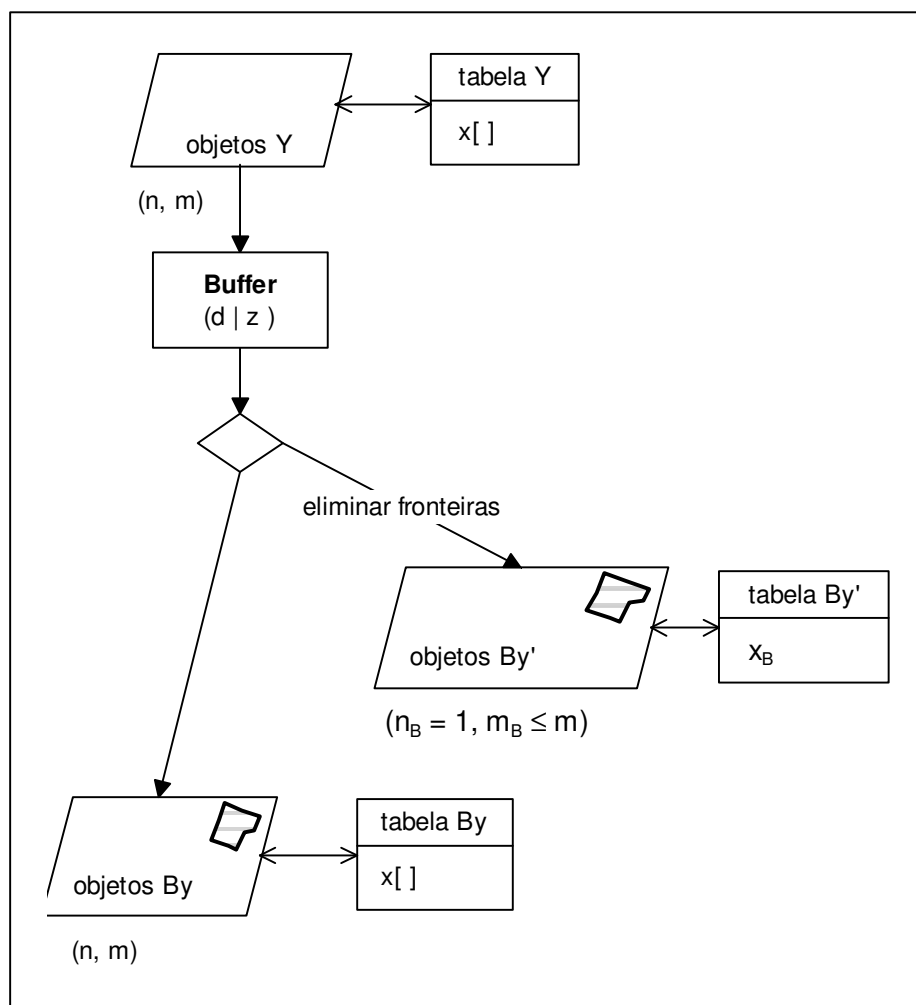 tabela Y
x[ ]
objetos Y
(n, m)
Buffer
(d | z )
eliminar fronteiras
tabela By'
x_B
objetos By'
(n_B = 1, m_B ≤ m)
tabela By
x[ ]
objetos By
(n, m)